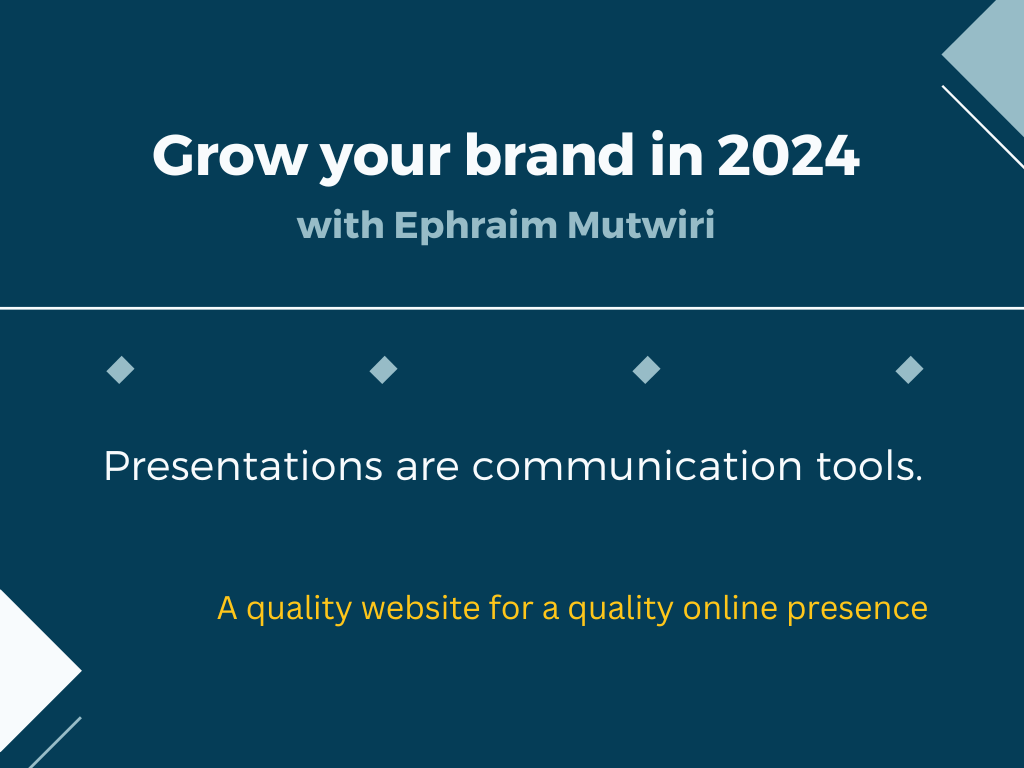 Grow your brand in 2024
with Ephraim Mutwiri
Presentations are communication tools.
A quality website for a quality online presence